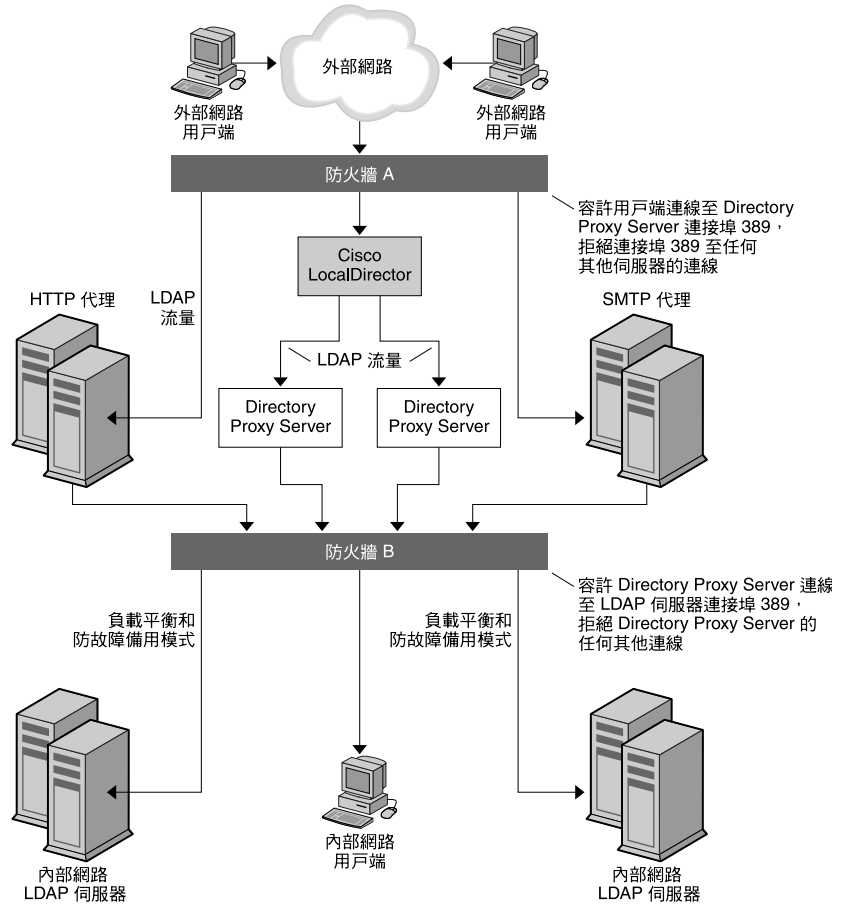 外部網路
外部網路
用戶端
外部網路
用戶端
防火牆 A
容許用戶端連線至 Directory
Proxy Server 連接埠 389，
拒絕連接埠 389 至任何
其他伺服器的連線
Cisco
LocalDirector
HTTP 代理
LDAP
流量
SMTP 代理
LDAP 流量
Directory
Proxy Server
Directory
Proxy Server
防火牆 B
容許 Directory Proxy Server 連線
至 LDAP 伺服器連接埠 389，
拒絕 Directory Proxy Server 的
任何其他連線
負載平衡和
防故障備用模式
負載平衡和
防故障備用模式
內部網路
用戶端
內部網路
LDAP 伺服器
內部網路
LDAP 伺服器